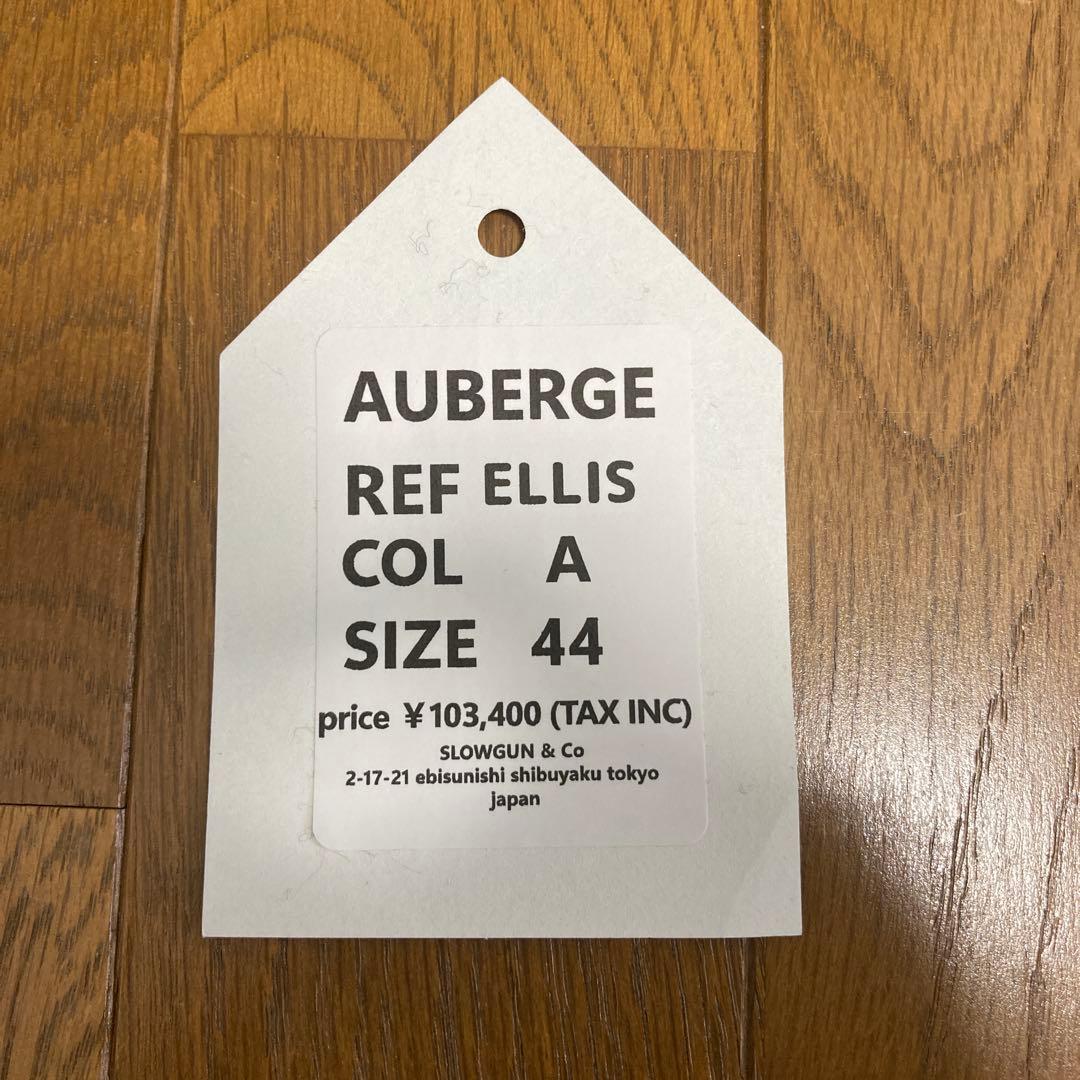 AUBERGE
REF ELLIS
COL A
SIZE 44
price ￥103,400 (TAX INC)
SLOWGUN & Co
2-17-21 ebisunishi shibuyaku tokyo
japan